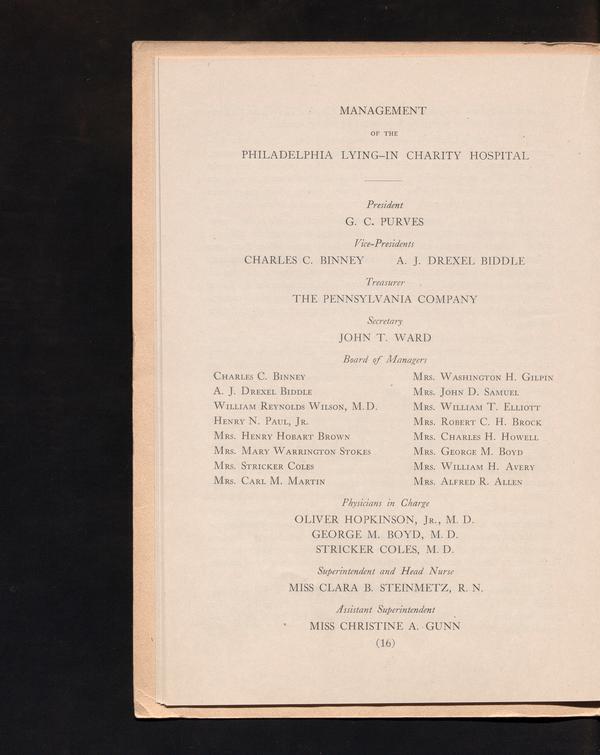 MANAGEMENT
OF THE
PHILADELPHIA LYING-IN CHARITY HOSPITAL
President
G. C. PURVES
Vice-Presidents
CHARLES C. BINNEY A. J. DREXEL BIDDLE
Treasurer
THE PENNSYLVANIA COMPANY
Secretary
JOHN T. WARD
Board of Managers
CHARLES C. BINNEY
A. J. DREXEL BIDDLE
WILLIAM REYNOLDS WILSON, M.D.
HENRY N. PAUL, JR.
MRS. HENRY HOBART BROWN
MRS. MARY WARRINGTON STOKES
MRS. STRICKER COLES
MRS. CARL M. MARTIN
MRS. WASHINGTON H. GILPIN
MRS. JOHN D. SAMUEL
MRS. WILLIAM T. ELLIOTT
MRS. ROBERT C. H. BROCK
MRS. CHARLES H. HOWELL
MRS. GEORGE M. BOYD
MRS. WILLIAM H. AVERY
MRS. ALFRED R. ALLEN
Physicians in Charge
OLIVER HOPKINSON, JR., M. D.
GEORGE M. BOYD, M. D.
STRICKER COLES, M. D.
Superintendent and Head Nurse
MISS CLARA B. STEINMETZ, R. N.
Assistant Superintendent
MISS CHRISTINE A. GUNN
(16)